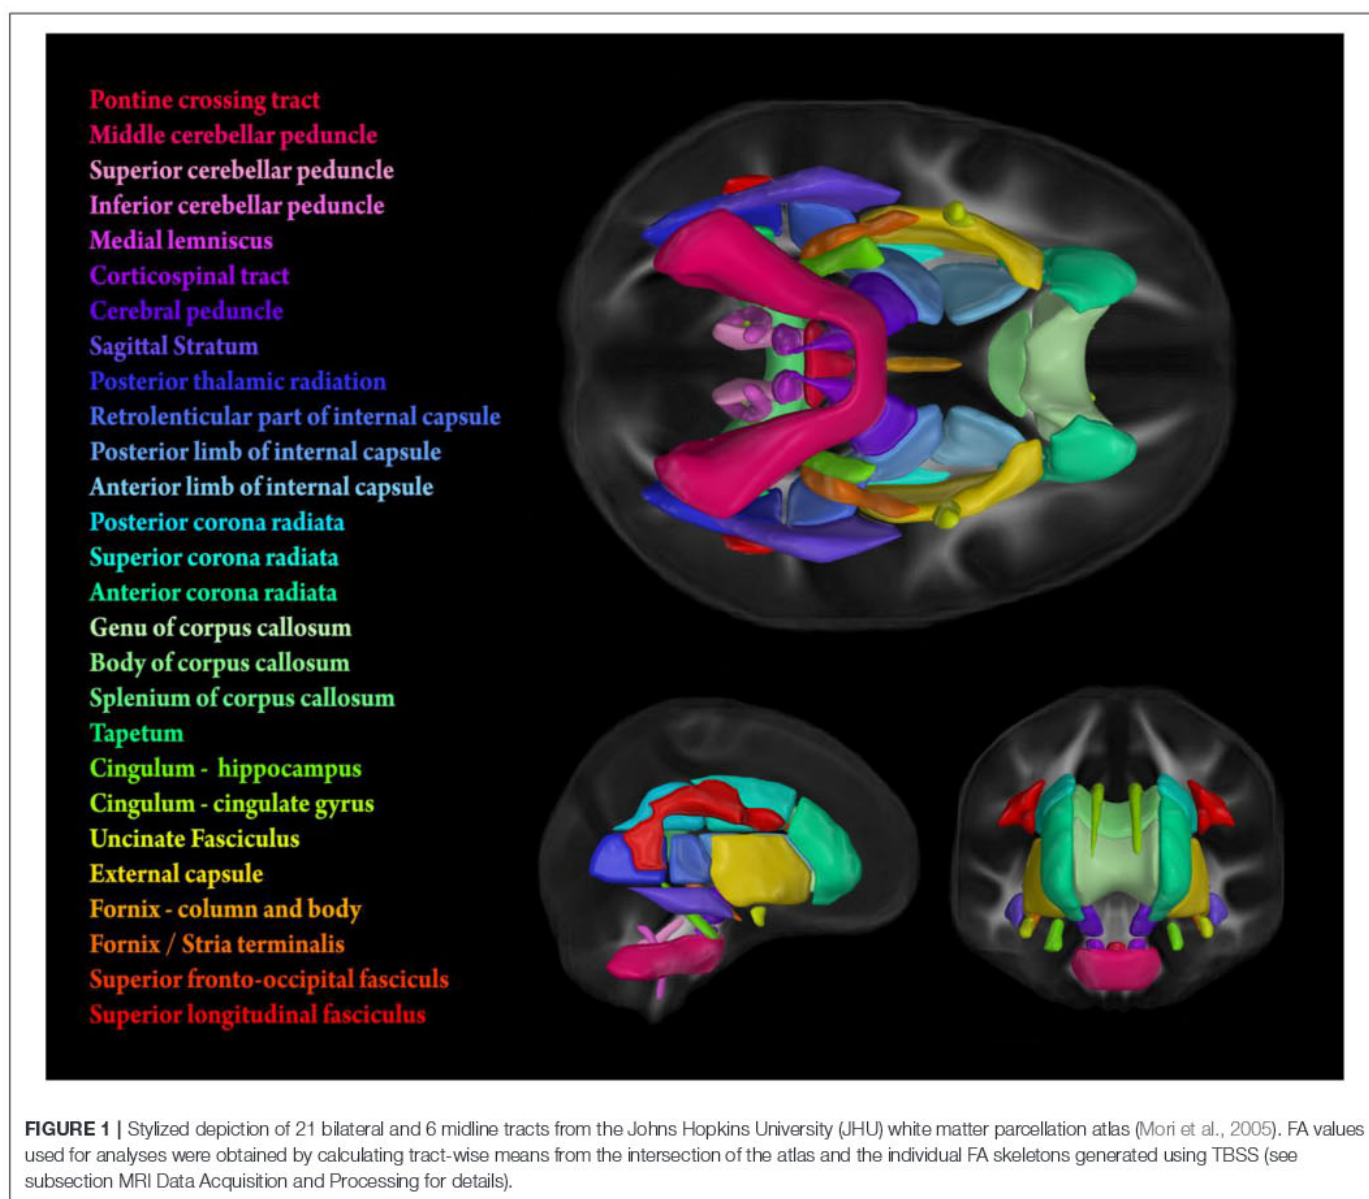 Pontine crossing tract
Middle cerebellar peduncle
Superior cerebellar peduncle
Inferior cerebellar peduncle
Medial lemniscus
Corticospinal tract
Cerebral peduncle
Sagittal Stratum
Posterior thalamic radiation
Retrolenticular part of internal capsule
Posterior limb of internal capsule
Anterior limb of internal capsule
Posterior corona radiata
Superior corona radiata
Anterior corona radiata
Genu of corpus callosum
Body of corpus callosum
Splenium of corpus callosum
Tapetum
Cingulum - hippocampus
Cingulum - cingulate gyrus
Uncinate Fasciculus
External capsule
Fornix - column and body
Fornix / Stria terminalis
Superior fronto-occipital fasciculs
Superior longitudinal fasciculus
FIGURE 1 | Stylized depiction of 21 bilateral and 6 midline tracts from the Johns Hopkins University (JHU) white matter parcellation atlas (Mori et al., 2005). FA values
used for analyses were obtained by calculating tract-wise means from the intersection of the atlas and the individual FA skeletons generated using TBSS (see
subsection MRI Data Acquisition and Processing for details).